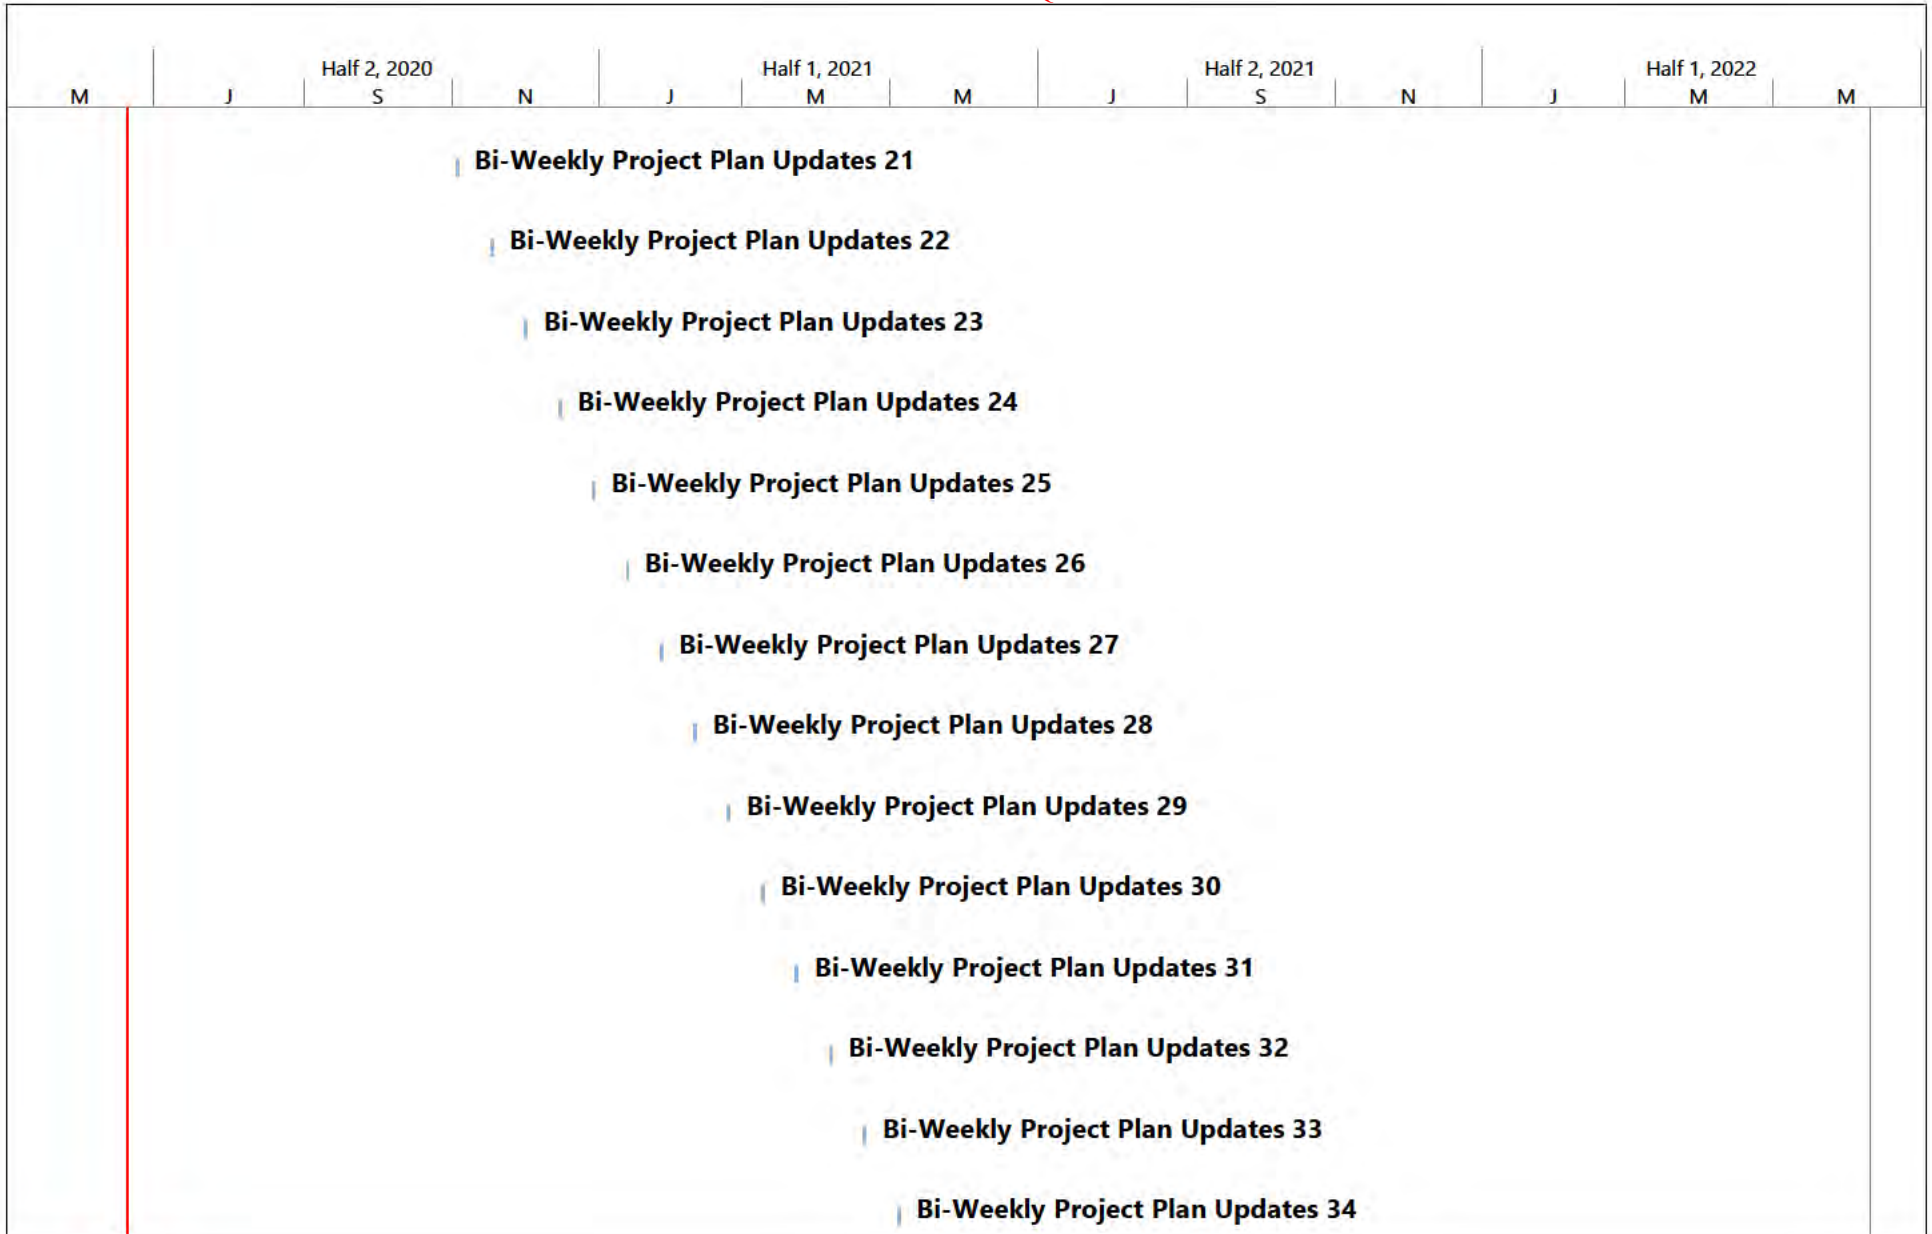 Half 2, 2020 Half 1, 2021 Half 2, 2021 Half 1, 2022
M J S N J M M J S N J M M
Bi-Weekly Project Plan Updates 21
Bi-Weekly Project Plan Updates 22
Bi-Weekly Project Plan Updates 23
Bi-Weekly Project Plan Updates 24
Bi-Weekly Project Plan Updates 25
Bi-Weekly Project Plan Updates 26
Bi-Weekly Project Plan Updates 27
Bi-Weekly Project Plan Updates 28
Bi-Weekly Project Plan Updates 29
Bi-Weekly Project Plan Updates 30
Bi-Weekly Project Plan Updates 31
Bi-Weekly Project Plan Updates 32
Bi-Weekly Project Plan Updates 33
Bi-Weekly Project Plan Updates 34